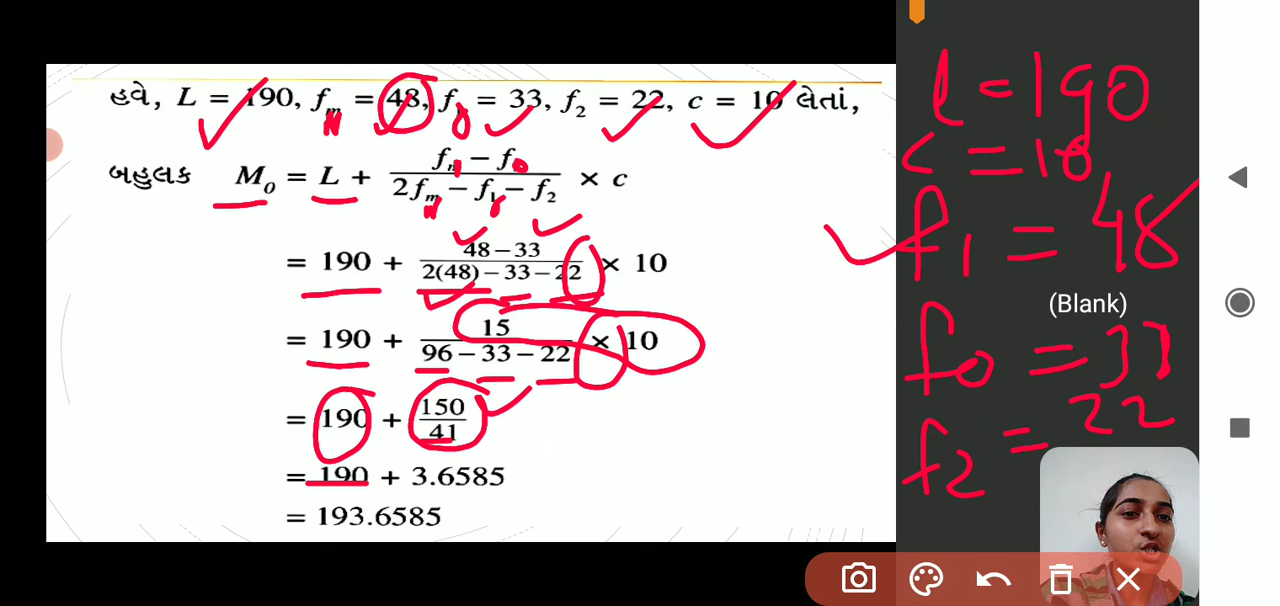 હવે, L = 190, fm = 48, f1 = 33, f2 = 22, c = 10 લેતાં,
બહુલક Mo = L + (fm − f1) / (2fm − f1 − f2) × c
= 190 + (48 − 33) / (2(48) − 33 − 22) × 10
= 190 + 15 / (96 − 33 − 22) × 10
= 190 + 150 / 41
= 190 + 3.6585
= 193.6585
l = 190
c = 10
f1 = 48
(Blank)
f0 = 33
f2 = 22